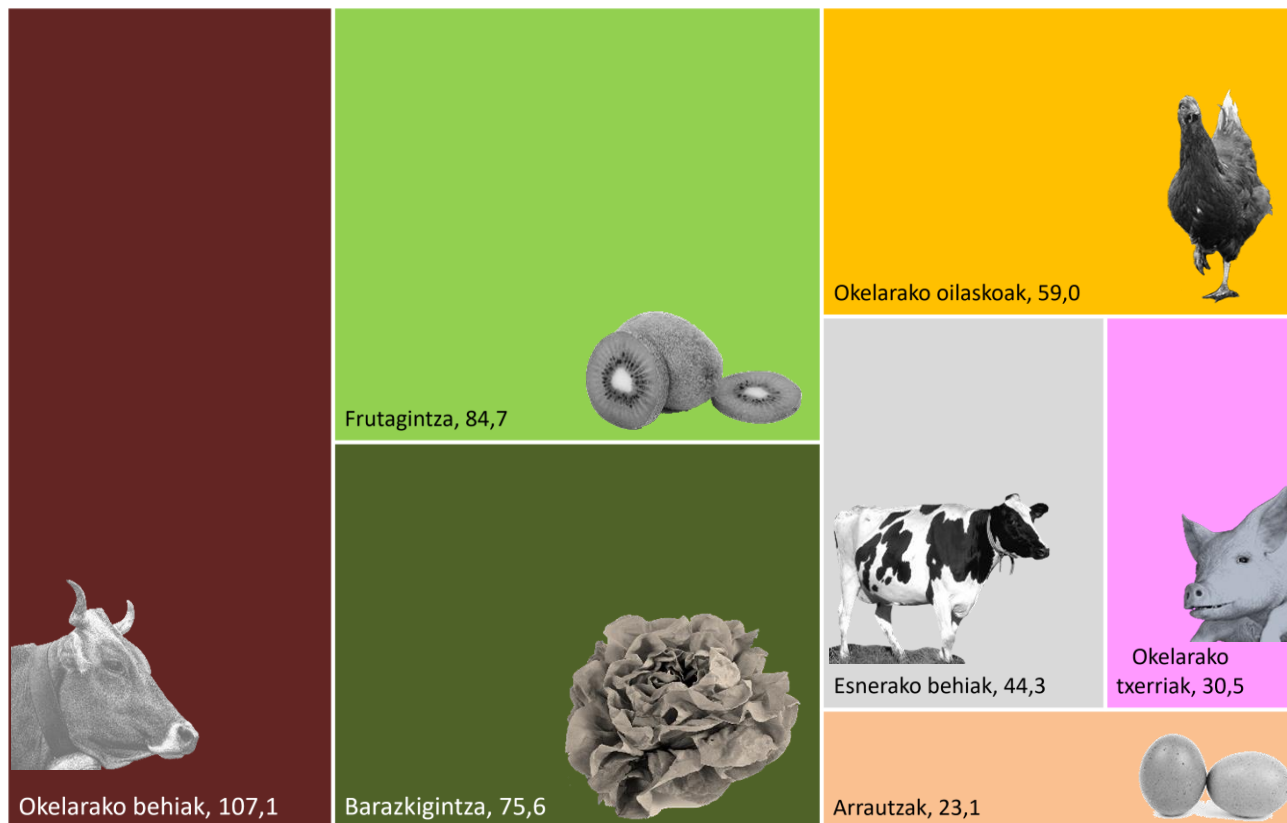 Okelarako behiak, 107,1
Frutagintza, 84,7
Barazkigintza, 75,6
Okelarako oilaskoak, 59,0
Esnerako behiak, 44,3
Okelarako
txerriak, 30,5
Arrautzak, 23,1